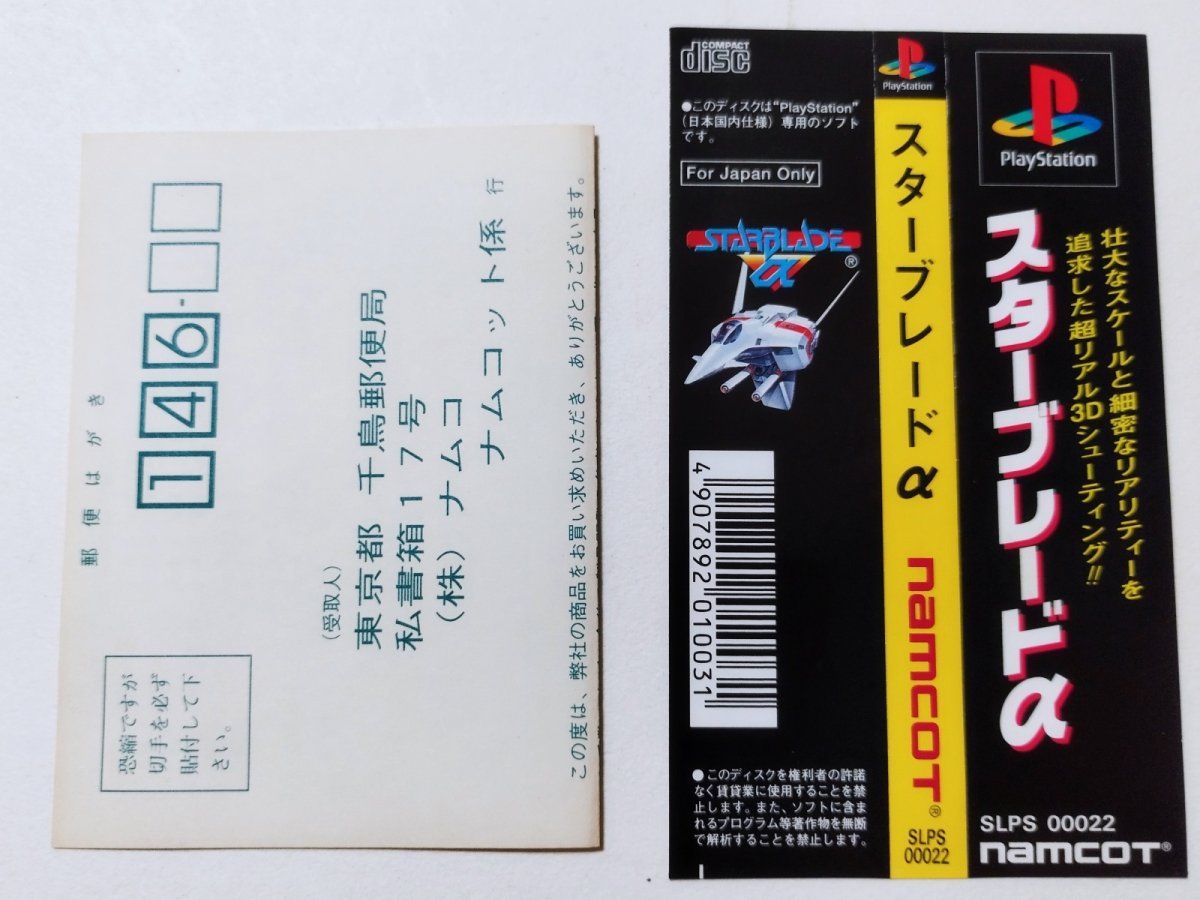 郵便はがき
146-
(受取人)
東京都 千鳥郵便局
私書箱17号
(株)ナムコ
ナムコット係 行
この度は、弊社の商品をお買い求めいただき、ありがとうございます。
恐縮ですが
切手を必ず
貼付して下
さい。
COMPACT
disc
●このディスクは"PlayStation"
(日本国内仕様)専用のソフト
です。
For Japan Only
STARBLADE
α®
4 907892 010031
●このディスクを権利者の許諾
なく賃貸業に使用することを禁
止します。また、ソフトに含ま
れるプログラム等著作物を無断
で解析することを禁止します。
PlayStation
スターブレードα
namcot®
SLPS
00022
PlayStation
壮大なスケールと細密なリアリティーを
追求した超リアル3Dシューティング!!
スターブレードα
SLPS 00022
namcot®